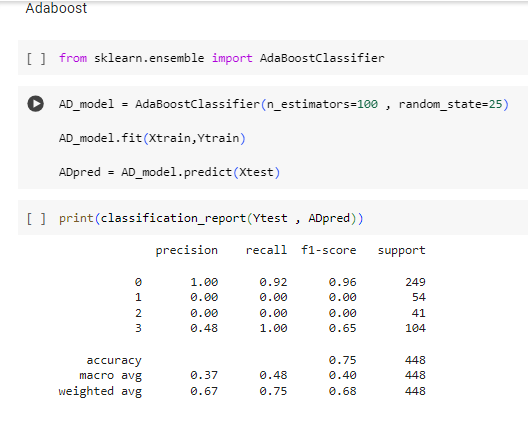 Adaboost
[ ] from sklearn.ensemble import AdaBoostClassifier
AD_model = AdaBoostClassifier(n_estimators=100 , random_state=25)
AD_model.fit(Xtrain,Ytrain)
ADpred = AD_model.predict(Xtest)
[ ] print(classification_report(Ytest , ADpred))
precision recall f1-score support
0 1.00 0.92 0.96 249
1 0.00 0.00 0.00 54
2 0.00 0.00 0.00 41
3 0.48 1.00 0.65 104
accuracy 0.75 448
macro avg 0.37 0.48 0.40 448
weighted avg 0.67 0.75 0.68 448